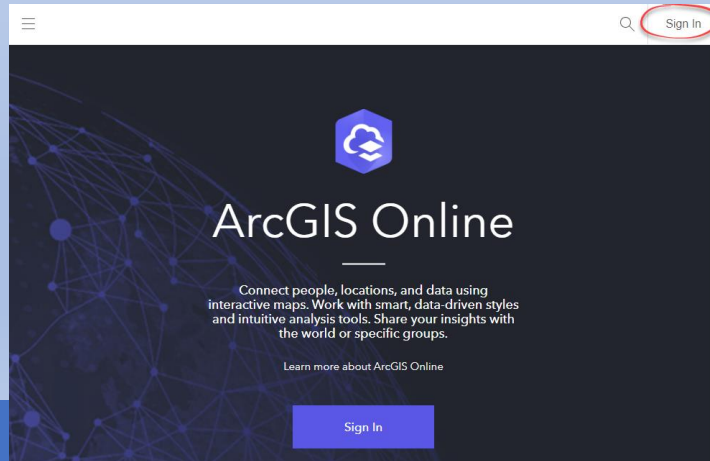 Sign In
ArcGIS Online
Connect people, locations, and data using
interactive maps. Work with smart, data-driven styles
and intuitive analysis tools. Share your insights with
the world or specific groups.
Learn more about ArcGIS Online
Sign In